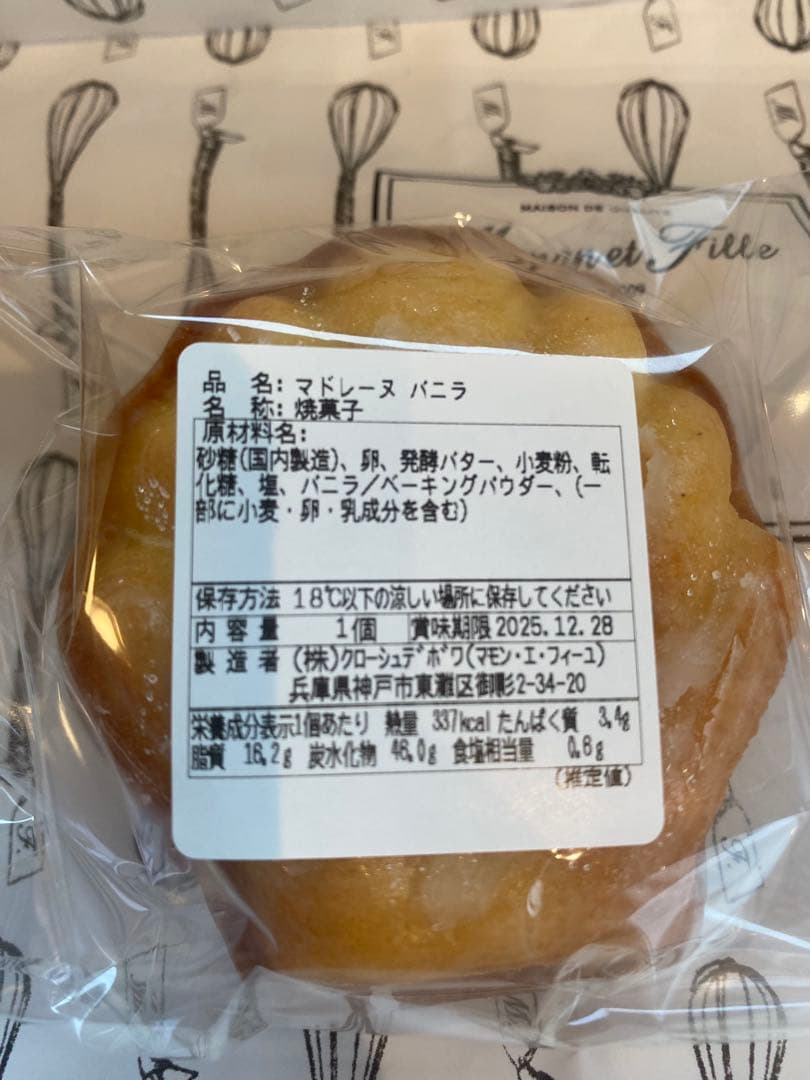 MAISON DE
et Fille
品 名: マドレーヌ バニラ
名 称: 焼菓子
原材料名:
砂糖(国内製造)、卵、発酵バター、小麦粉、転
化糖、塩、バニラ/ベーキングパウダー、(一
部に小麦・卵・乳成分を含む)
保存方法 18℃以下の涼しい場所に保存してください
内容量 1個 賞味期限 2025.12.28
製造者 (株)クローシュデボワ(マモン・エ・フィーユ)
兵庫県神戸市東灘区御影2-34-20
栄養成分表示1個あたり 熱量 337kcal たんぱく質 3.4g
脂質 16.2g 炭水化物 46.0g 食塩相当量 0.6g
(推定値)